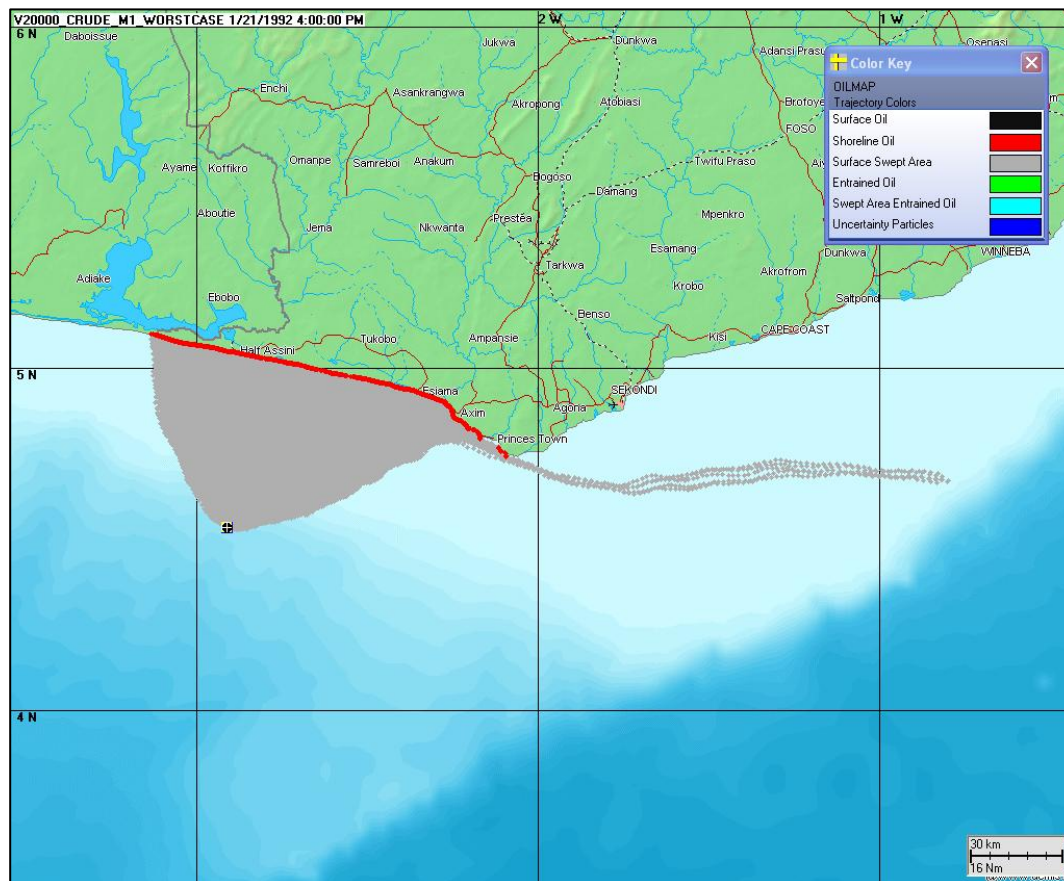 V20000_CRUDE_M1_WORSTCASE 1/21/1992 4:00:00 PM
2 W
1 W
6 N
Daboissue
Jukwa
Dunkwa
Adansi Prasu
Osenasi
Color Key
OILMAP
Trajectory Colors
Surface Oil
Shoreline Oil
Surface Swept Area
Entrained Oil
Swept Area Entrained Oil
Uncertainty Particles
Enchi
Asankrangwa
Akropong
Atobiasi
Brofoye
FOSO
Ayame
Koffikro
Omanpe
Samreboi
Anakum
Bogoso
Twifu Praso
Damang
Aboutie
Jema
Nkwanta
Prestêa
Mpenkro
Esamang
Dunkwa
WINNEBA
Adiake
Tarkwa
Akrofrom
Krobo
Ebobo
Saltpond
Benso
Half Assini
Tukobo
Ampansie
Kisi
CAPE COAST
5 N
Esiama
SEKONDI
Axim
Agona
Princes Town
4 N
30 km
16 Nm